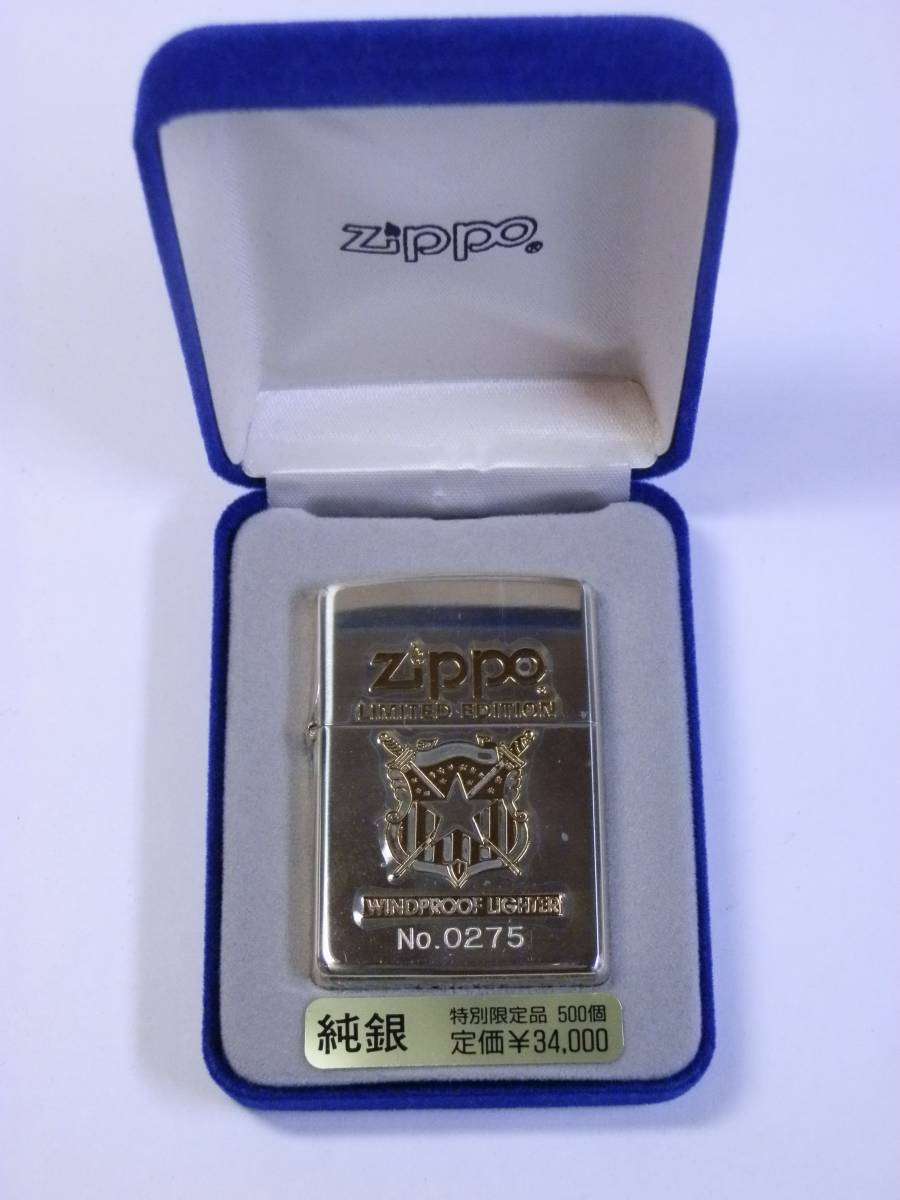 Zippo®
Zippo
LIMITED EDITION
WINDPROOF LIGHTER
No.0275
純銀
特別限定品 500個
定価¥34,000